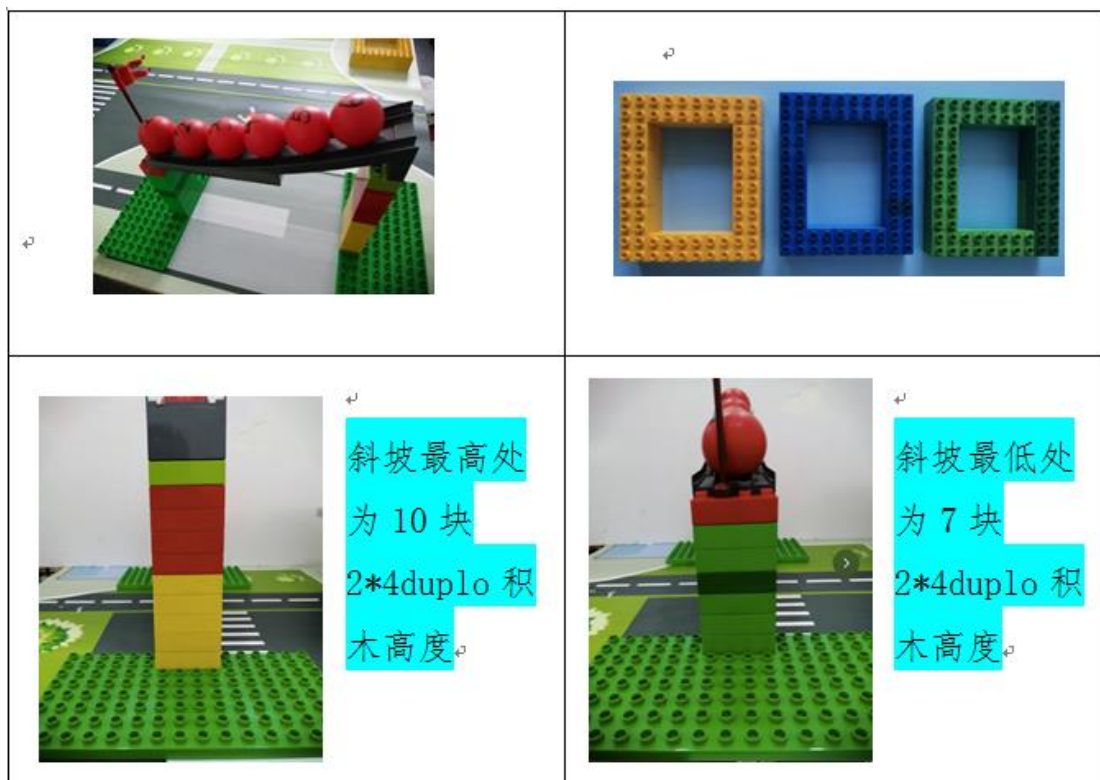 斜坡最高处
为 10 块
2*4duplo 积
木高度
斜坡最低处
为 7 块
2*4duplo 积
木高度